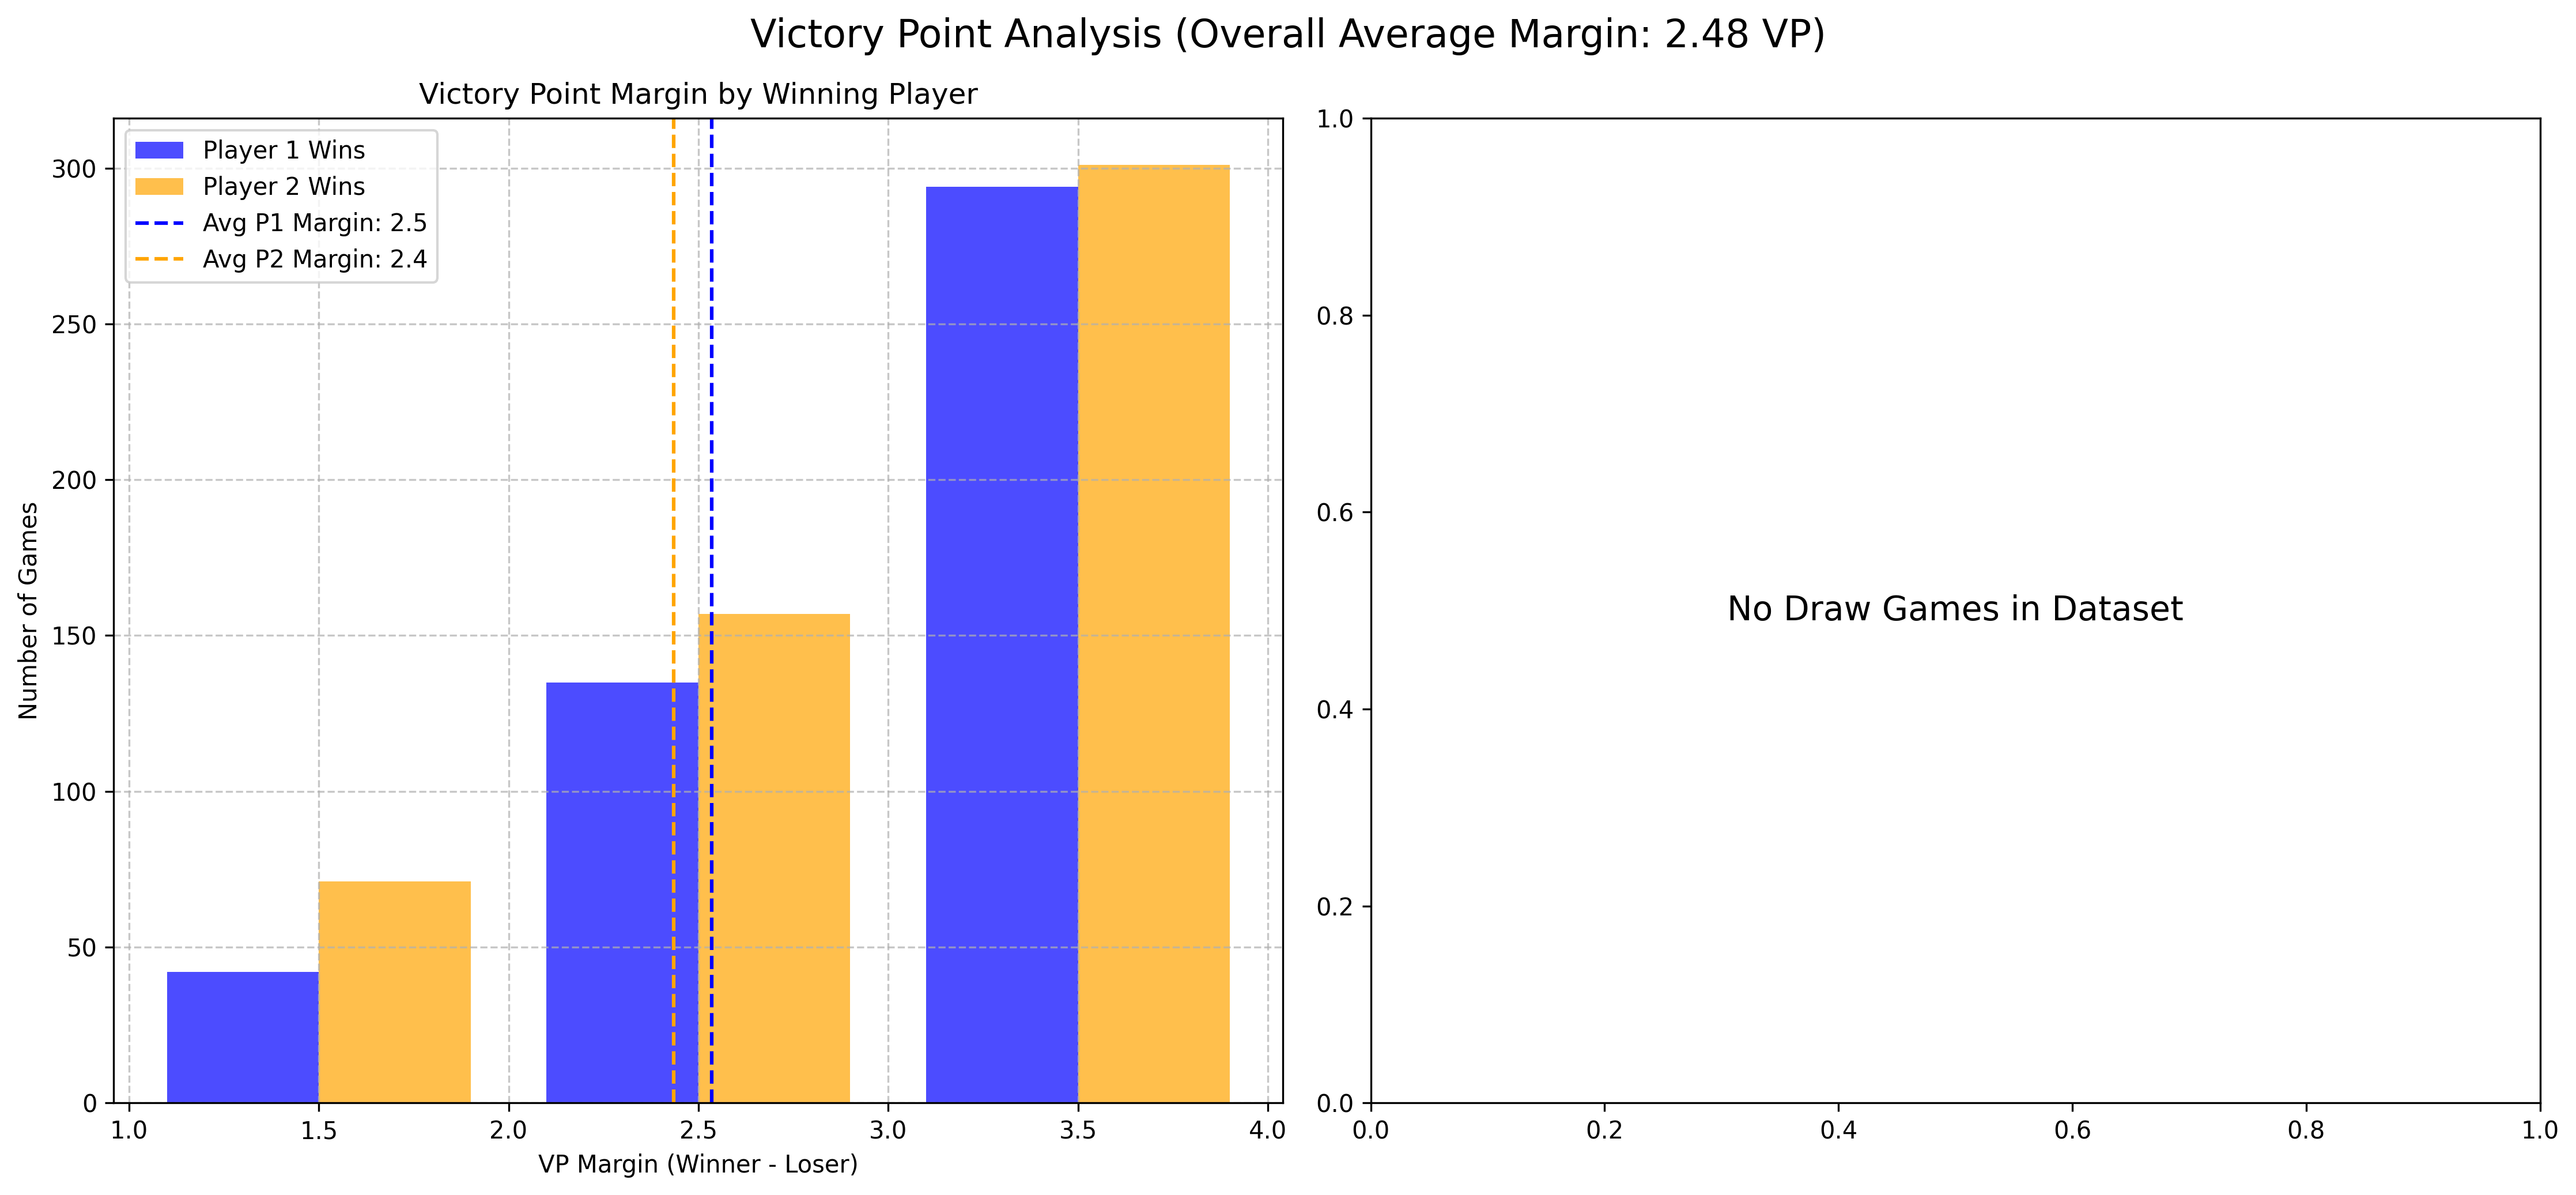 Victory Point Analysis (Overall Average Margin: 2.48 VP)
Victory Point Margin by Winning Player
Player 1 Wins
Player 2 Wins
Avg P1 Margin: 2.5
Avg P2 Margin: 2.4
300
250
200
150
100
50
0
Number of Games
1.0 1.5 2.0 2.5 3.0 3.5 4.0
VP Margin (Winner - Loser)
1.0
0.8
0.6
0.4
0.2
0.0
No Draw Games in Dataset
0.0 0.2 0.4 0.6 0.8 1.0